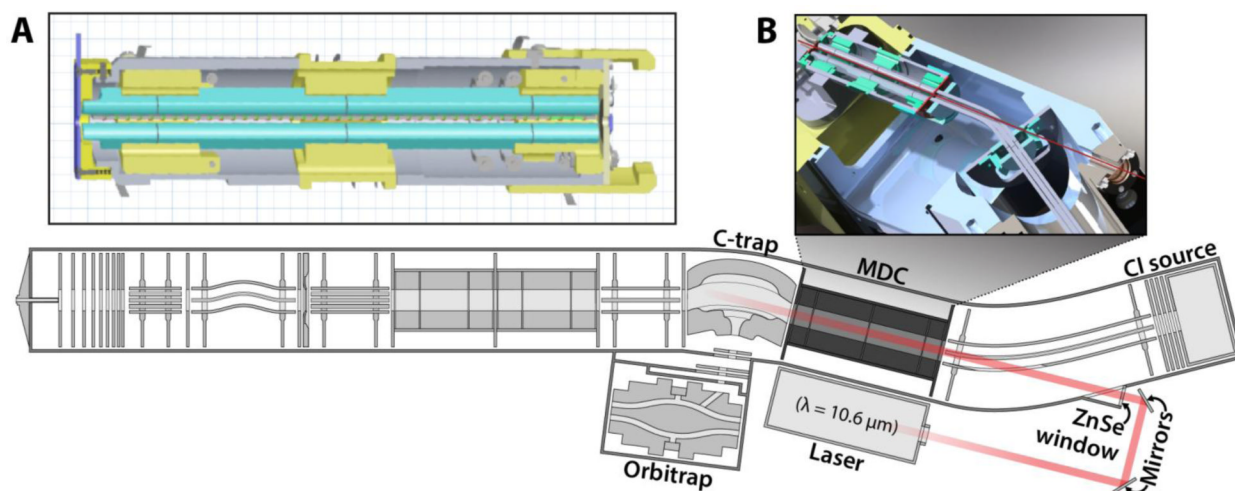 A
B
C-trap
MDC
CI source
(λ = 10.6 μm)
Laser
Orbitrap
ZnSe
window
Mirrors